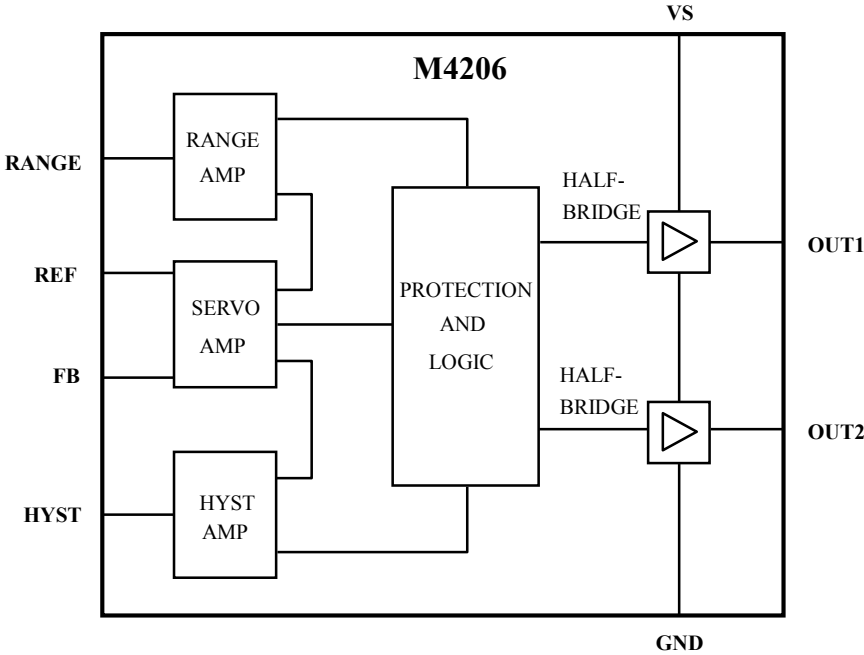 VS
M4206
RANGE
AMP
RANGE
HALF-
BRIDGE
OUT1
REF
SERVO
AMP
FB
PROTECTION
AND
LOGIC
HALF-
BRIDGE
OUT2
HYST
AMP
HYST
GND